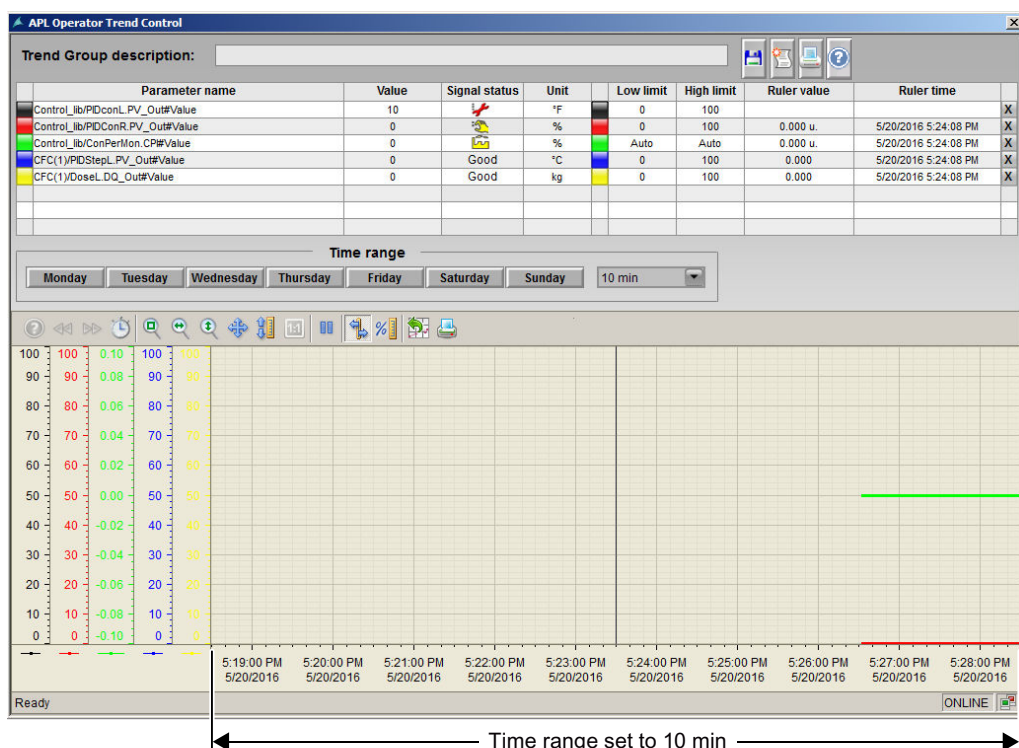 APL Operator Trend Control
Trend Group description:
Parameter name Value Signal status Unit Low limit High limit Ruler value Ruler time
Control_lib/PIDconL.PV_Out#Value 10 °F 0 100 X
Control_lib/PIDConR.PV_Out#Value 0 % 0 100 0.000 u. 5/20/2016 5:24:08 PM X
Control_lib/ConPerMon.CPI#Value 0 % Auto Auto 0.000 u. 5/20/2016 5:24:08 PM X
CFC(1)/PIDStepL.PV_Out#Value 0 Good °C 0 100 0.000 5/20/2016 5:24:08 PM X
CFC(1)/DoseL.DQ_Out#Value 0 Good kg 0 100 0.000 5/20/2016 5:24:08 PM X
Time range
Monday Tuesday Wednesday Thursday Friday Saturday Sunday 10 min
1:1 %
100 100 0.10 100 100
90 90 0.08 90 90
80 80 0.06 80 80
70 70 0.04 70 70
60 60 0.02 60 60
50 50 0.00 50 50
40 40 -0.02 40 40
30 30 -0.04 30 30
20 20 -0.06 20 20
10 10 -0.08 10 10
0 0 -0.10 0 0
5:19:00 PM 5:20:00 PM 5:21:00 PM 5:22:00 PM 5:23:00 PM 5:24:00 PM 5:25:00 PM 5:26:00 PM 5:27:00 PM 5:28:00 PM
5/20/2016 5/20/2016 5/20/2016 5/20/2016 5/20/2016 5/20/2016 5/20/2016 5/20/2016 5/20/2016 5/20/2016
Ready ONLINE
Time range set to 10 min